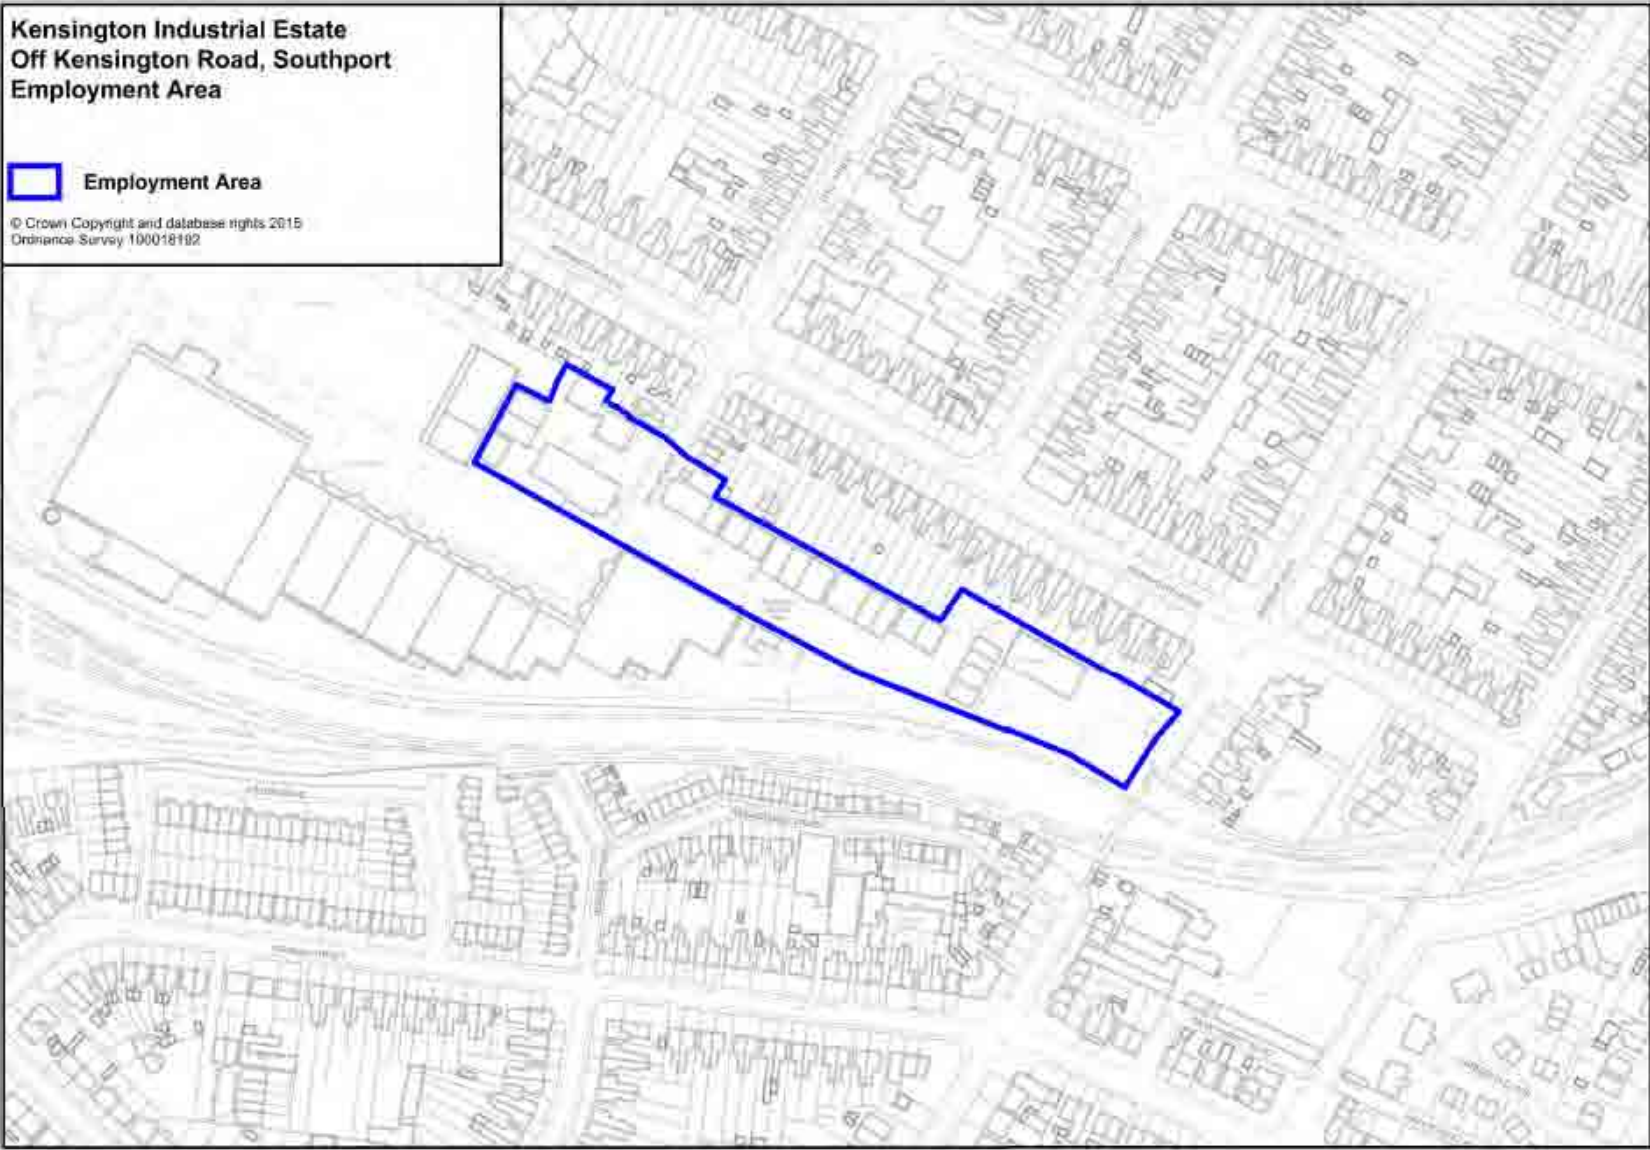 Kensington Industrial Estate
Off Kensington Road, Southport
Employment Area
Employment Area
© Crown Copyright and database rights 2015
Ordnance Survey 100018192